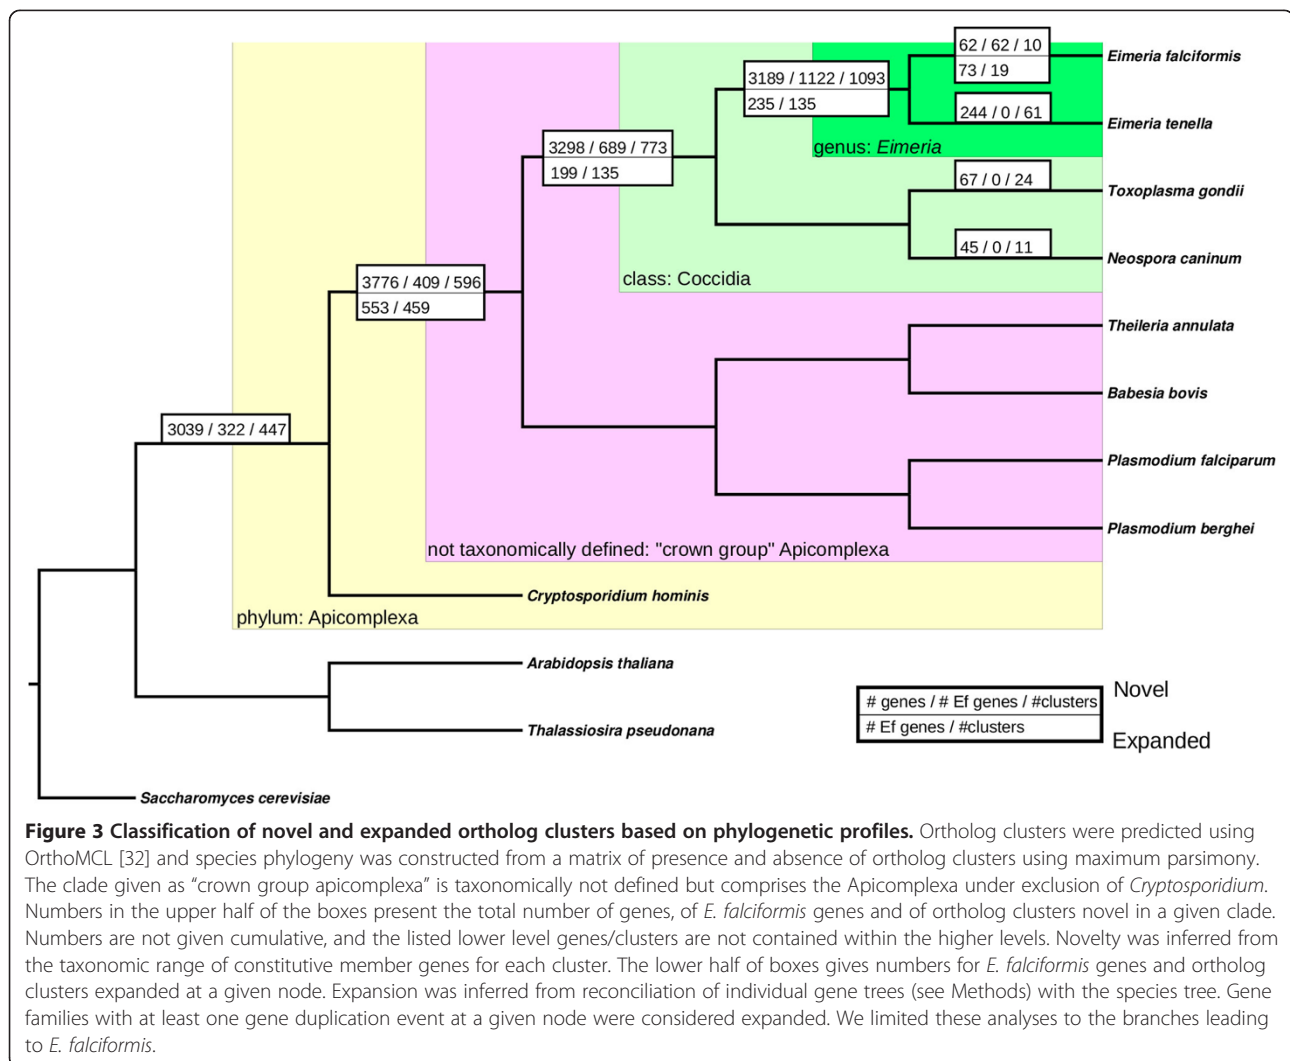 62 / 62 / 10
73 / 19
Eimeria falciformis
3189 / 1122 / 1093
235 / 135
244 / 0 / 61
Eimeria tenella
genus: Eimeria
3298 / 689 / 773
199 / 135
67 / 0 / 24
Toxoplasma gondii
45 / 0 / 11
Neospora caninum
class: Coccidia
3776 / 409 / 596
553 / 459
Theileria annulata
Babesia bovis
3039 / 322 / 447
Plasmodium falciparum
Plasmodium berghei
not taxonomically defined: "crown group" Apicomplexa
Cryptosporidium hominis
phylum: Apicomplexa
Arabidopsis thaliana
Thalassiosira pseudonana
# genes / # Ef genes / #clusters
Novel
# Ef genes / #clusters
Expanded
Saccharomyces cerevisiae
Figure 3 Classification of novel and expanded ortholog clusters based on phylogenetic profiles. Ortholog clusters were predicted using
OrthoMCL [32] and species phylogeny was constructed from a matrix of presence and absence of ortholog clusters using maximum parsimony.
The clade given as “crown group apicomplexa” is taxonomically not defined but comprises the Apicomplexa under exclusion of Cryptosporidium.
Numbers in the upper half of the boxes present the total number of genes, of E. falciformis genes and of ortholog clusters novel in a given clade.
Numbers are not given cumulative, and the listed lower level genes/clusters are not contained within the higher levels. Novelty was inferred from
the taxonomic range of constitutive member genes for each cluster. The lower half of boxes gives numbers for E. falciformis genes and ortholog
clusters expanded at a given node. Expansion was inferred from reconciliation of individual gene trees (see Methods) with the species tree. Gene
families with at least one gene duplication event at a given node were considered expanded. We limited these analyses to the branches leading
to E. falciformis.